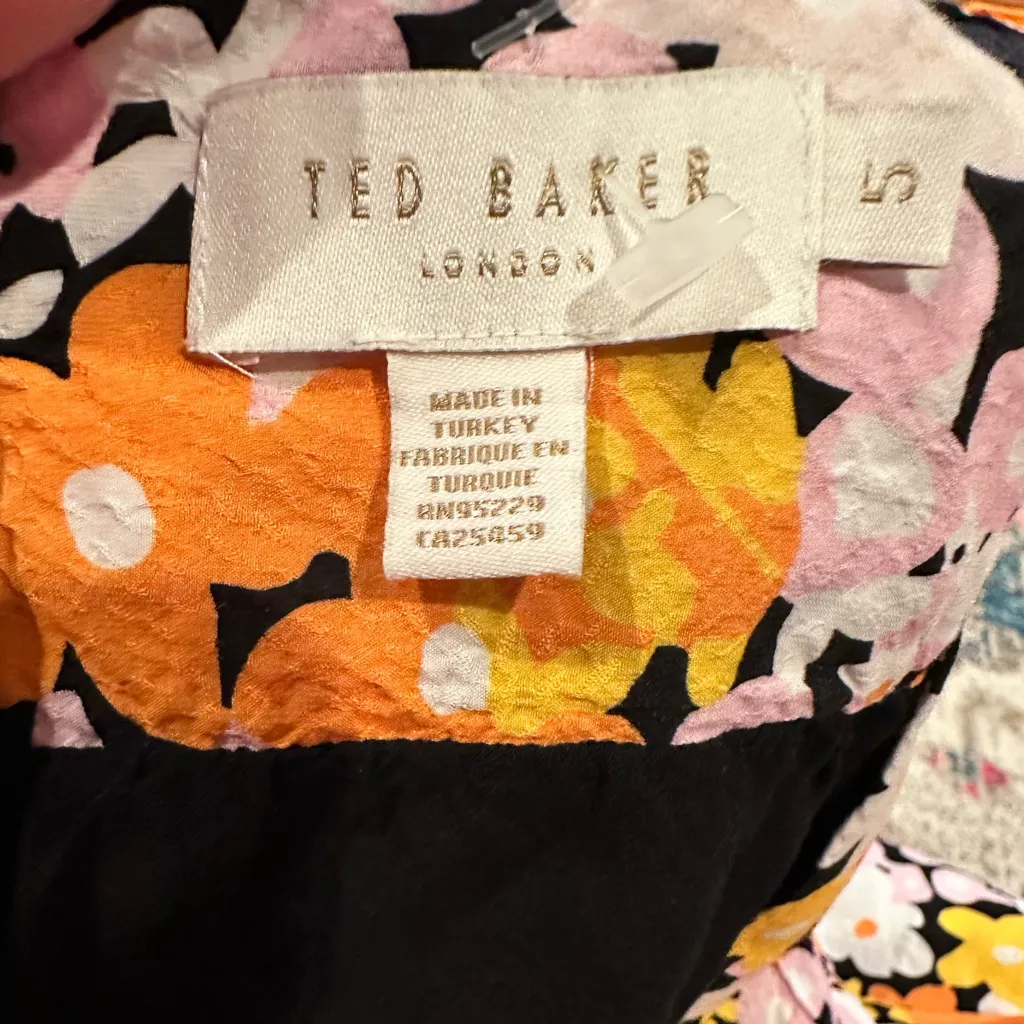 TED BAKER
LONDON
5
MADE IN
TURKEY
FABRIQUE EN
TURQUIE
RN95229
CA25459